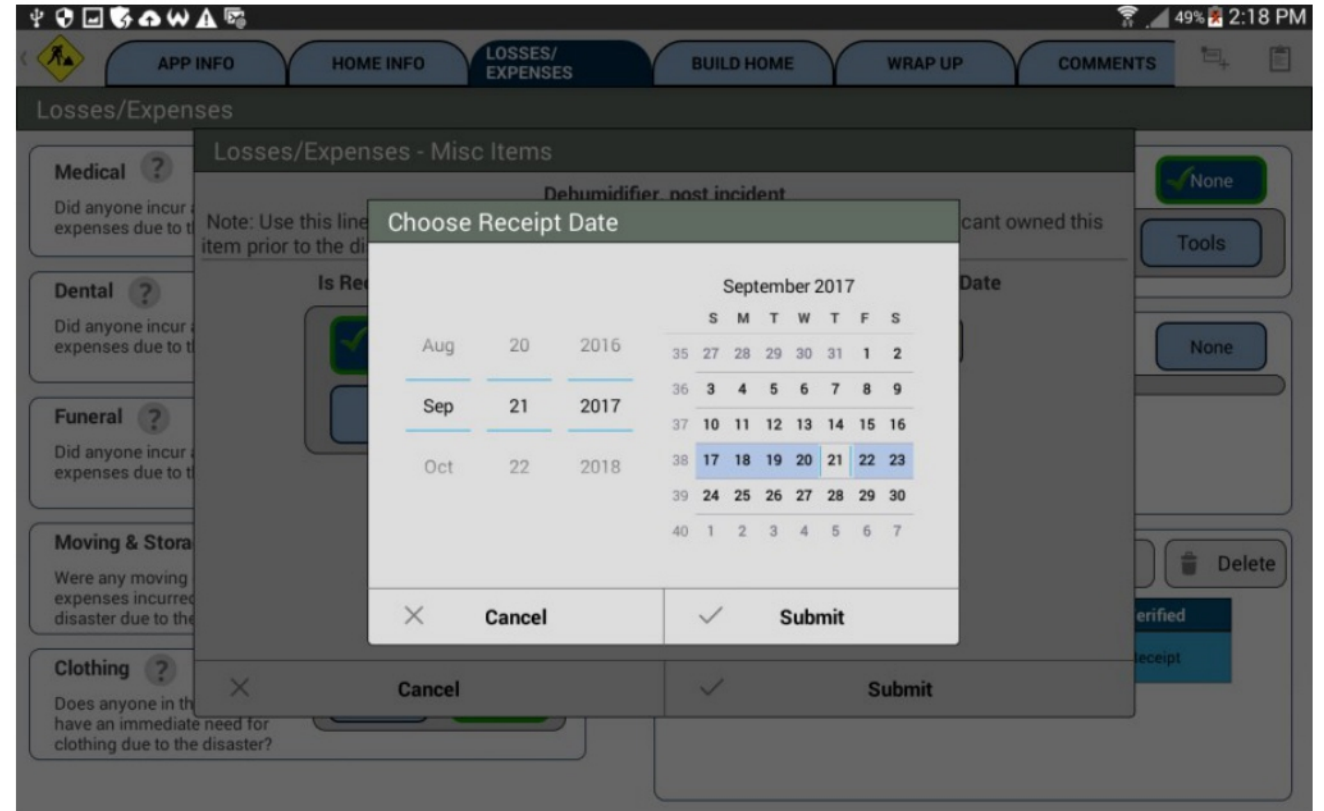 49% 2:18 PM
APP INFO
HOME INFO
LOSSES/
EXPENSES
BUILD HOME
WRAP UP
COMMENTS
Losses/Expenses
Losses/Expenses - Misc Items
Dehumidifier, post incident
Note: Use this line
cant owned this
item prior to the di
Is Re
Date
Medical ?
Did anyone incur
expenses due to t
Dental ?
Did anyone incur
expenses due to t
Funeral ?
Did anyone incur
expenses due to t
Moving & Stora
Were any moving
expenses incurred
disaster due to the
Clothing ?
Does anyone in th
have an immediate need for
clothing due to the disaster?
Choose Receipt Date
Aug 20 2016
Sep 21 2017
Oct 22 2018
September 2017
S M T W T F S
35 27 28 29 30 31 1 2
36 3 4 5 6 7 8 9
37 10 11 12 13 14 15 16
38 17 18 19 20 21 22 23
39 24 25 26 27 28 29 30
40 1 2 3 4 5 6 7
Cancel
Submit
Cancel
Submit
None
Tools
None
Delete
erified
eceipt